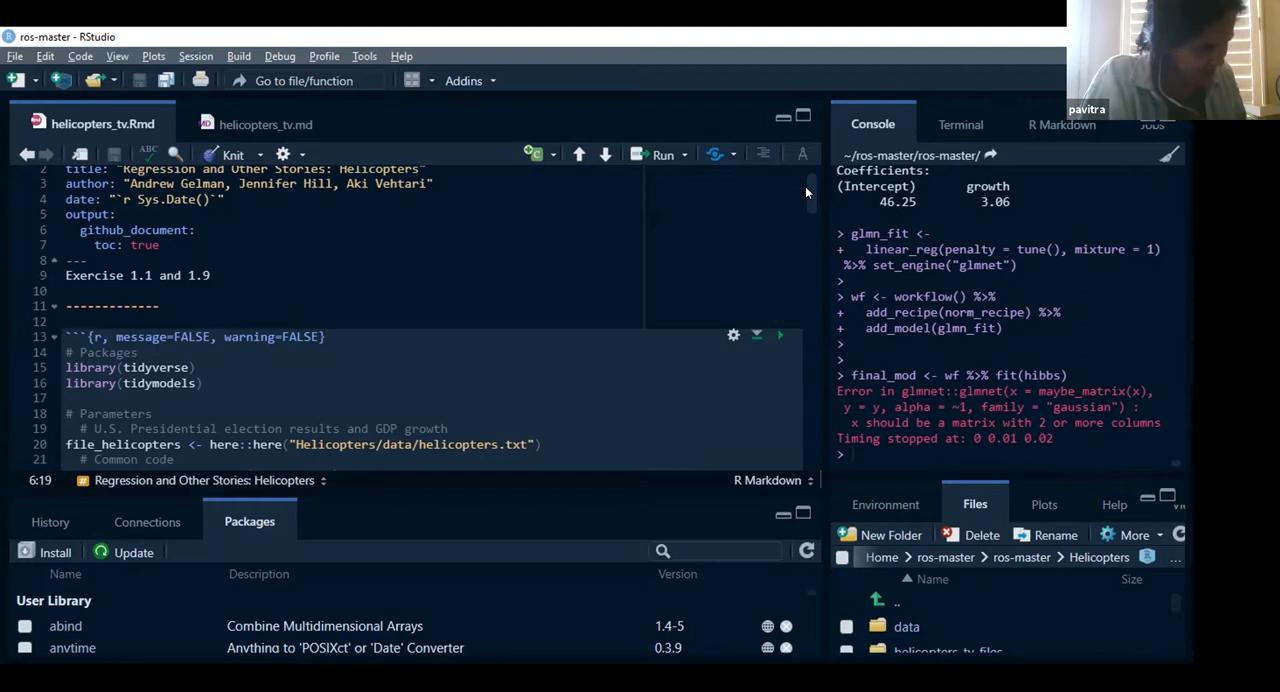 ros-master - RStudio
File Edit Code View Plots Session Build Debug Profile Tools Help
Go to file/function Addins
pavitra
helicopters_tv.Rmd helicopters_tv.md
ABC Knit Run
2 title: "Regression and Other Stories: Helicopters"
3 author: "Andrew Gelman, Jennifer Hill, Aki Vehtari"
4 date: "`r Sys.Date()`"
5 output:
6 github_document:
7 toc: true
8 ---
9 Exercise 1.1 and 1.9
10
11 -------------
12
13 ```{r, message=FALSE, warning=FALSE}
14 # Packages
15 library(tidyverse)
16 library(tidymodels)
17
18 # Parameters
19 # U.S. Presidential election results and GDP growth
20 file_helicopters <- here::here("Helicopters/data/helicopters.txt")
21 # Common code
6:19 # Regression and Other Stories: Helicopters R Markdown
History Connections Packages
Install Update
Name Description Version
User Library
abind Combine Multidimensional Arrays 1.4-5
anytime Anything to 'POSIXct' or 'Date' Converter 0.3.9
Console Terminal R Markdown Jobs
~/ros-master/ros-master/
Coefficients:
(Intercept) growth
46.25 3.06
> glmn_fit <-
+ linear_reg(penalty = tune(), mixture = 1)
%>% set_engine("glmnet")
>
> wf <- workflow() %>%
+ add_recipe(norm_recipe) %>%
+ add_model(glmn_fit)
>
>
> final_mod <- wf %>% fit(hibbs)
Error in glmnet::glmnet(x = maybe_matrix(x),
y = y, alpha = ~1, family = "gaussian") :
x should be a matrix with 2 or more columns
Timing stopped at: 0 0.01 0.02
>
Environment Files Plots Help
New Folder Delete Rename More
Home ros-master ros-master Helicopters ...
Name Size
..
data
helicopters_tv_files